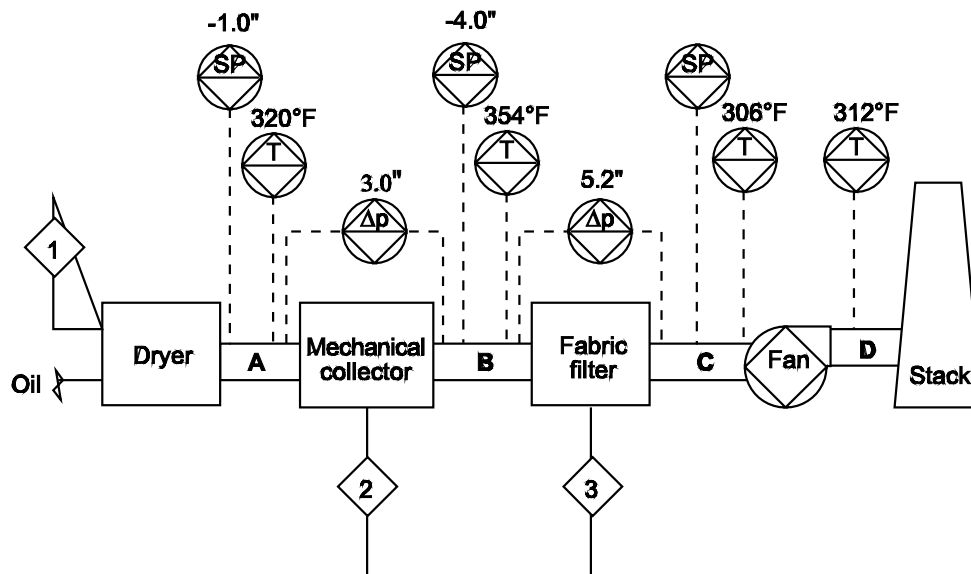 -1.0"
-4.0"
SP
SP
SP
320°F
354°F
306°F
312°F
T
T
T
T
3.0"
5.2"
Δp
Δp
1
Dryer
A
Mechanical
collector
B
Fabric
filter
C
Fan
D
Oil
Stack
2
3